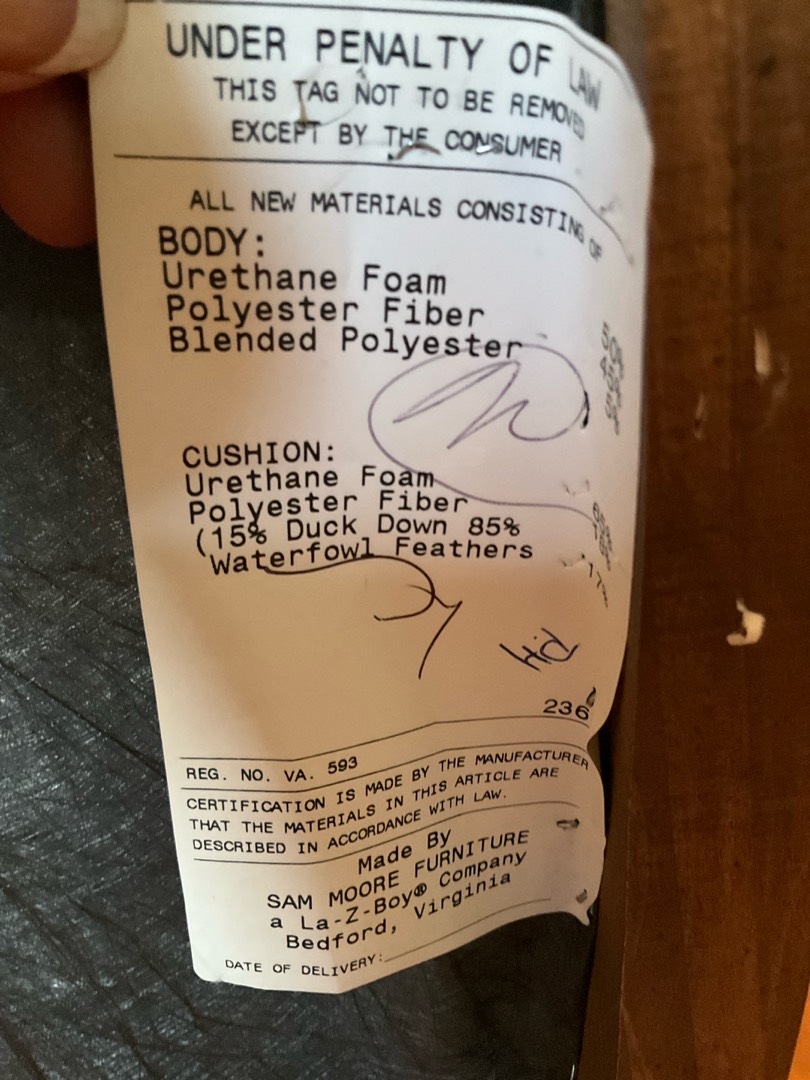 UNDER PENALTY OF LAW
THIS TAG NOT TO BE REMOVED
EXCEPT BY THE CONSUMER
ALL NEW MATERIALS CONSISTING OF
BODY:
Urethane Foam
Polyester Fiber
Blended Polyester
CUSHION:
Urethane Foam
Polyester Fiber
(15% Duck Down 85%
Waterfowl Feathers 17%
236
REG. NO. VA. 593
CERTIFICATION IS MADE BY THE MANUFACTURER
THAT THE MATERIALS IN THIS ARTICLE ARE
DESCRIBED IN ACCORDANCE WITH LAW.
Made By
SAM MOORE FURNITURE
a La-Z-Boy® Company
Bedford, Virginia
DATE OF DELIVERY: